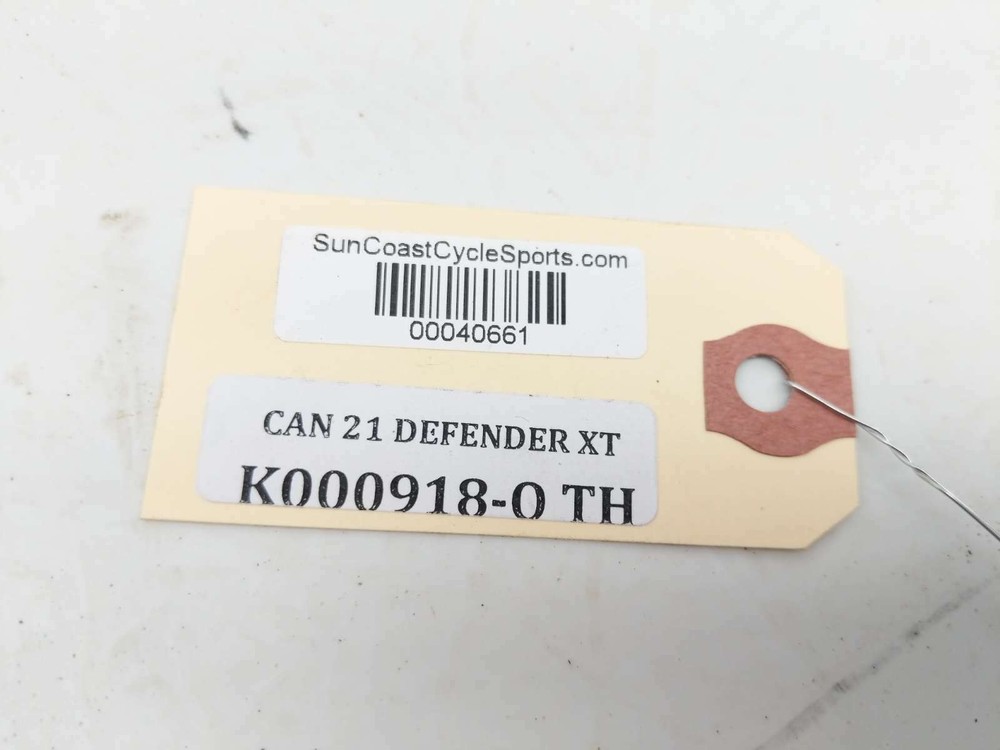 SunCoastCycleSports.com
00040661
CAN 21 DEFENDER XT
K000918-O TH